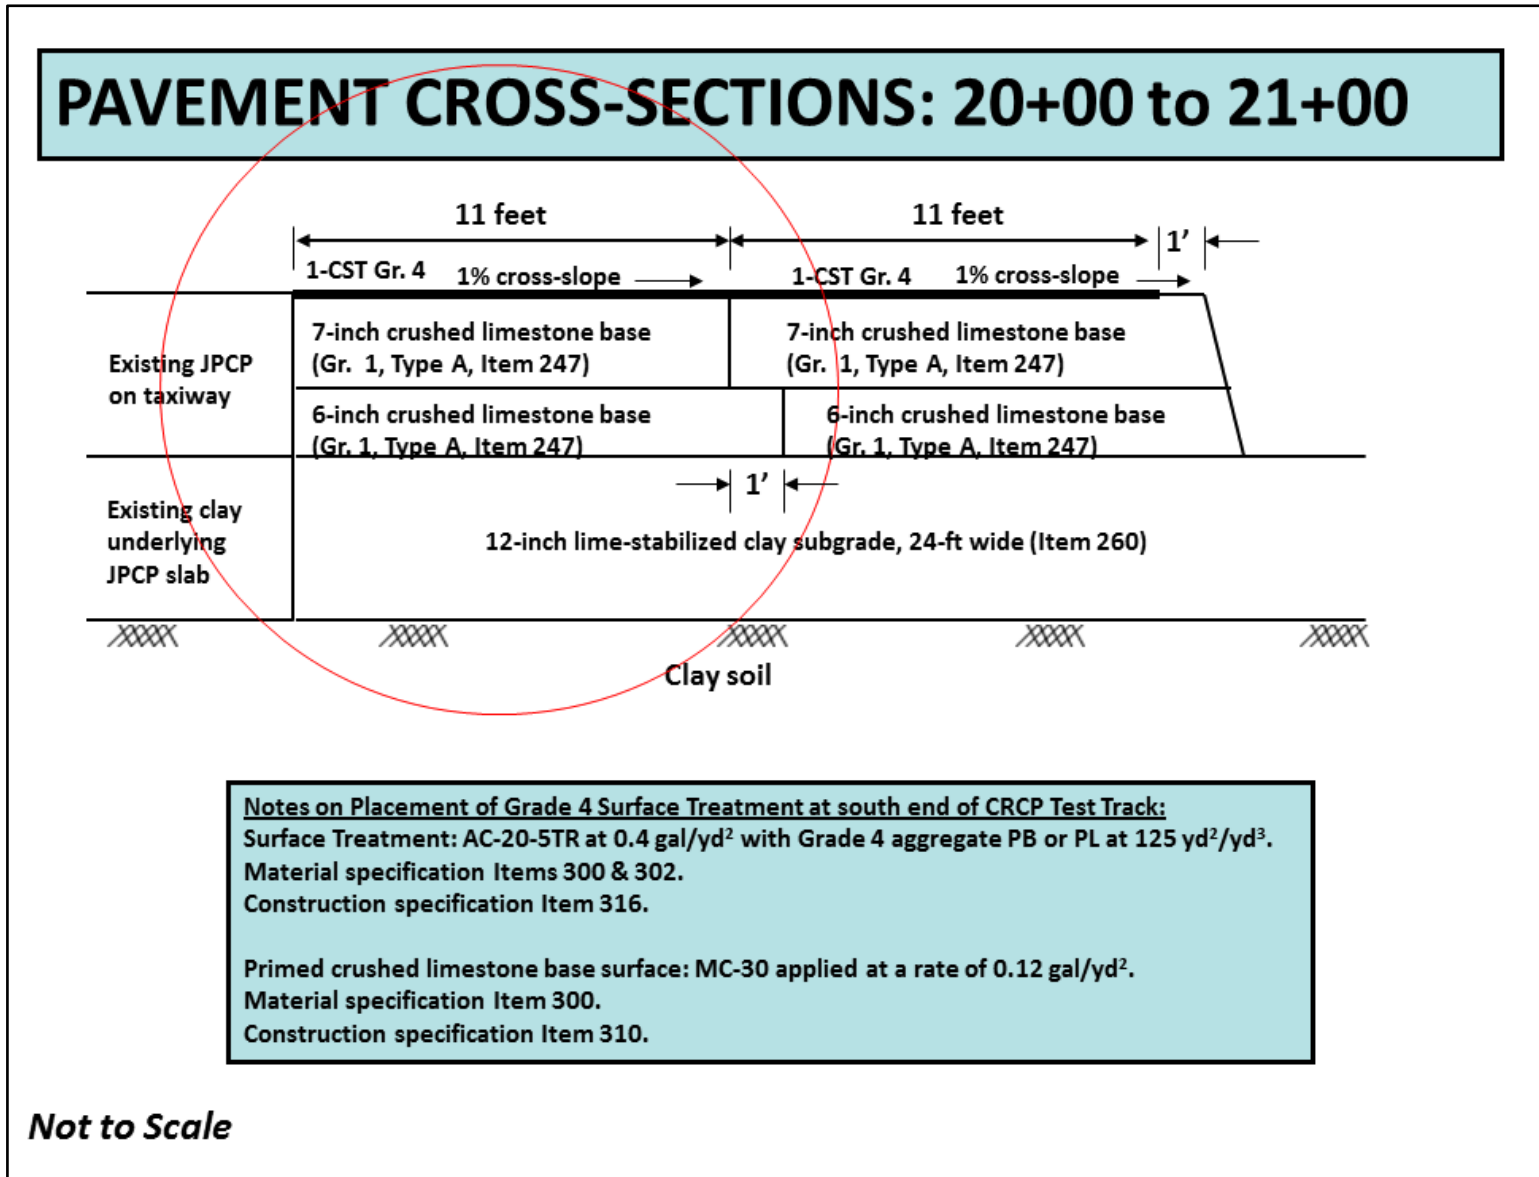 PAVEMENT CROSS-SECTIONS: 20+00 to 21+00
11 feet
11 feet
1’
1-CST Gr. 4
1% cross-slope
1-CST Gr. 4
1% cross-slope
Existing JPCP
on taxiway
7-inch crushed limestone base
(Gr. 1, Type A, Item 247)
7-inch crushed limestone base
(Gr. 1, Type A, Item 247)
6-inch crushed limestone base
(Gr. 1, Type A, Item 247)
6-inch crushed limestone base
(Gr. 1, Type A, Item 247)
1’
Existing clay
underlying
JPCP slab
12-inch lime-stabilized clay subgrade, 24-ft wide (Item 260)
Clay soil
Notes on Placement of Grade 4 Surface Treatment at south end of CRCP Test Track:
Surface Treatment: AC-20-5TR at 0.4 gal/yd² with Grade 4 aggregate PB or PL at 125 yd²/yd³.
Material specification Items 300 & 302.
Construction specification Item 316.
Primed crushed limestone base surface: MC-30 applied at a rate of 0.12 gal/yd².
Material specification Item 300.
Construction specification Item 310.
Not to Scale